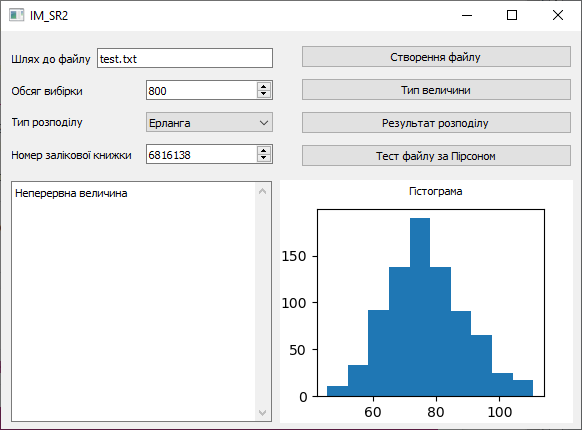 IM_SR2
Шлях до файлу test.txt
Створення файлу
Обсяг вибірки 800
Тип величини
Тип розподілу Ерланга
Результат розподілу
Номер залікової книжки 6816138
Тест файлу за Пірсоном
Неперервна величина
Гістограма
150
100
50
0
60 80 100